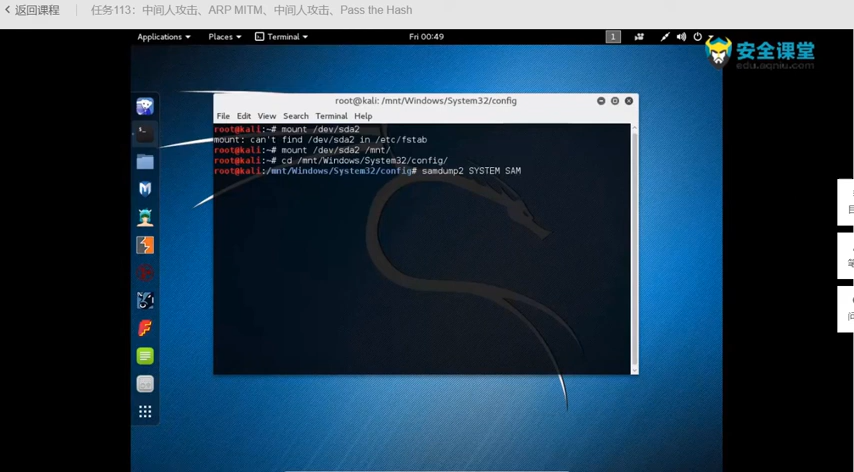 返回课程
任务113：中间人攻击、ARP MITM、中间人攻击、Pass the Hash
Applications
Places
Terminal
Fri 00:49
1
安全课堂
edu.aqniu.com
root@kali: /mnt/Windows/System32/config
File Edit View Search Terminal Help
root@kali:~# mount /dev/sda2
mount: can't find /dev/sda2 in /etc/fstab
root@kali:~# mount /dev/sda2 /mnt/
root@kali:~# cd /mnt/Windows/System32/config/
root@kali:/mnt/Windows/System32/config# samdump2 SYSTEM SAM